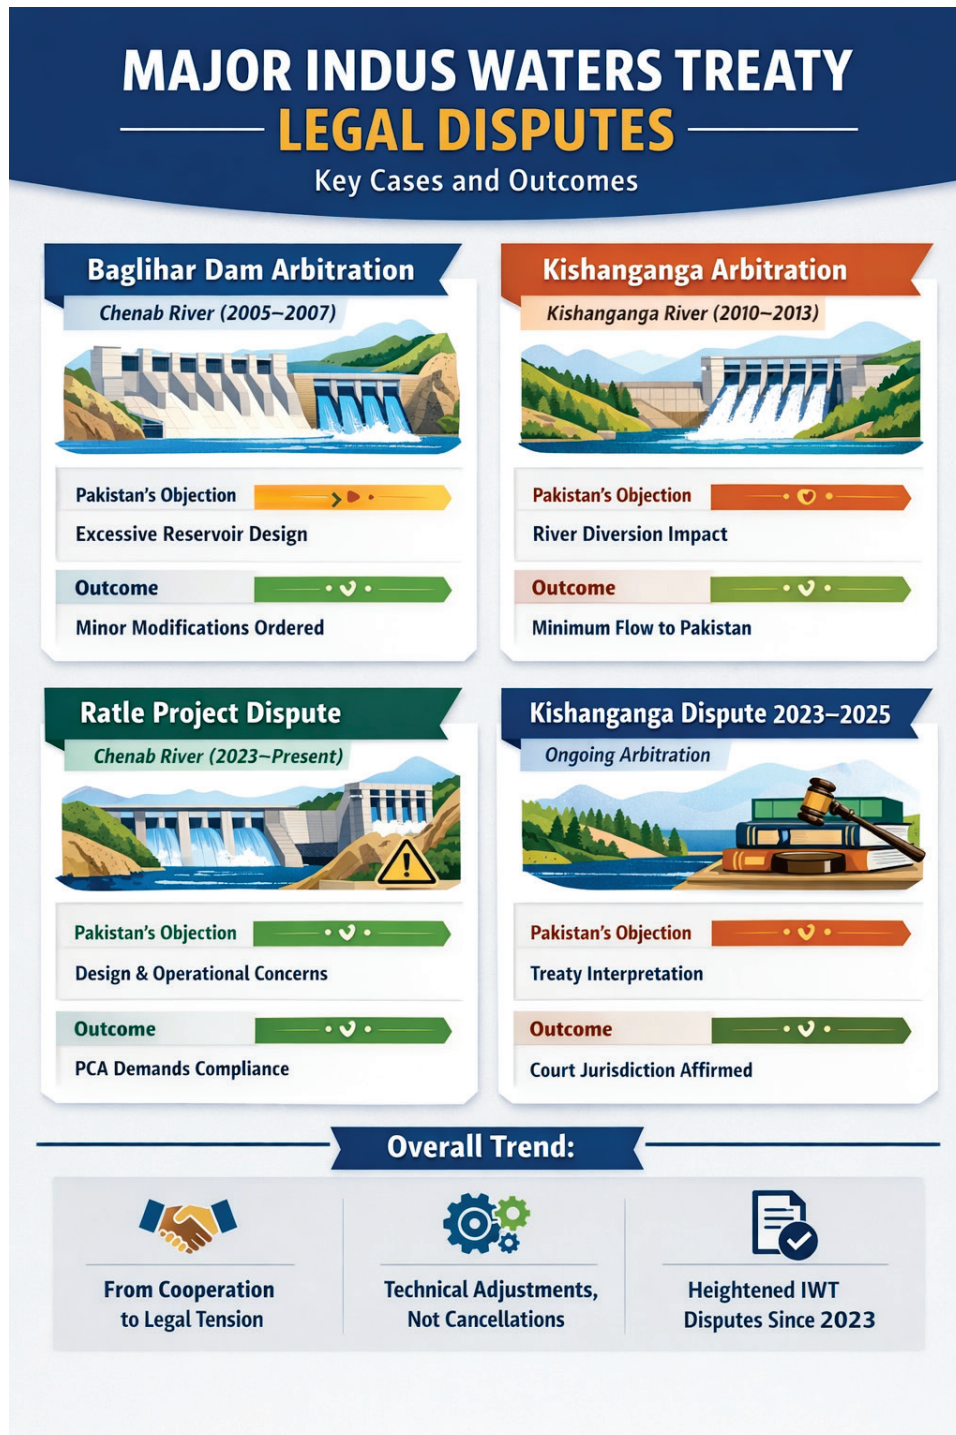 MAJOR INDUS WATERS TREATY
LEGAL DISPUTES
Key Cases and Outcomes
Baglihar Dam Arbitration
Chenab River (2005–2007)
Pakistan's Objection
Excessive Reservoir Design
Outcome
Minor Modifications Ordered
Kishanganga Arbitration
Kishanganga River (2010–2013)
Pakistan's Objection
River Diversion Impact
Outcome
Minimum Flow to Pakistan
Ratle Project Dispute
Chenab River (2023–Present)
Pakistan's Objection
Design & Operational Concerns
Outcome
PCA Demands Compliance
Kishanganga Dispute 2023–2025
Ongoing Arbitration
Pakistan's Objection
Treaty Interpretation
Outcome
Court Jurisdiction Affirmed
Overall Trend:
From Cooperation
to Legal Tension
Technical Adjustments,
Not Cancellations
Heightened IWT
Disputes Since 2023